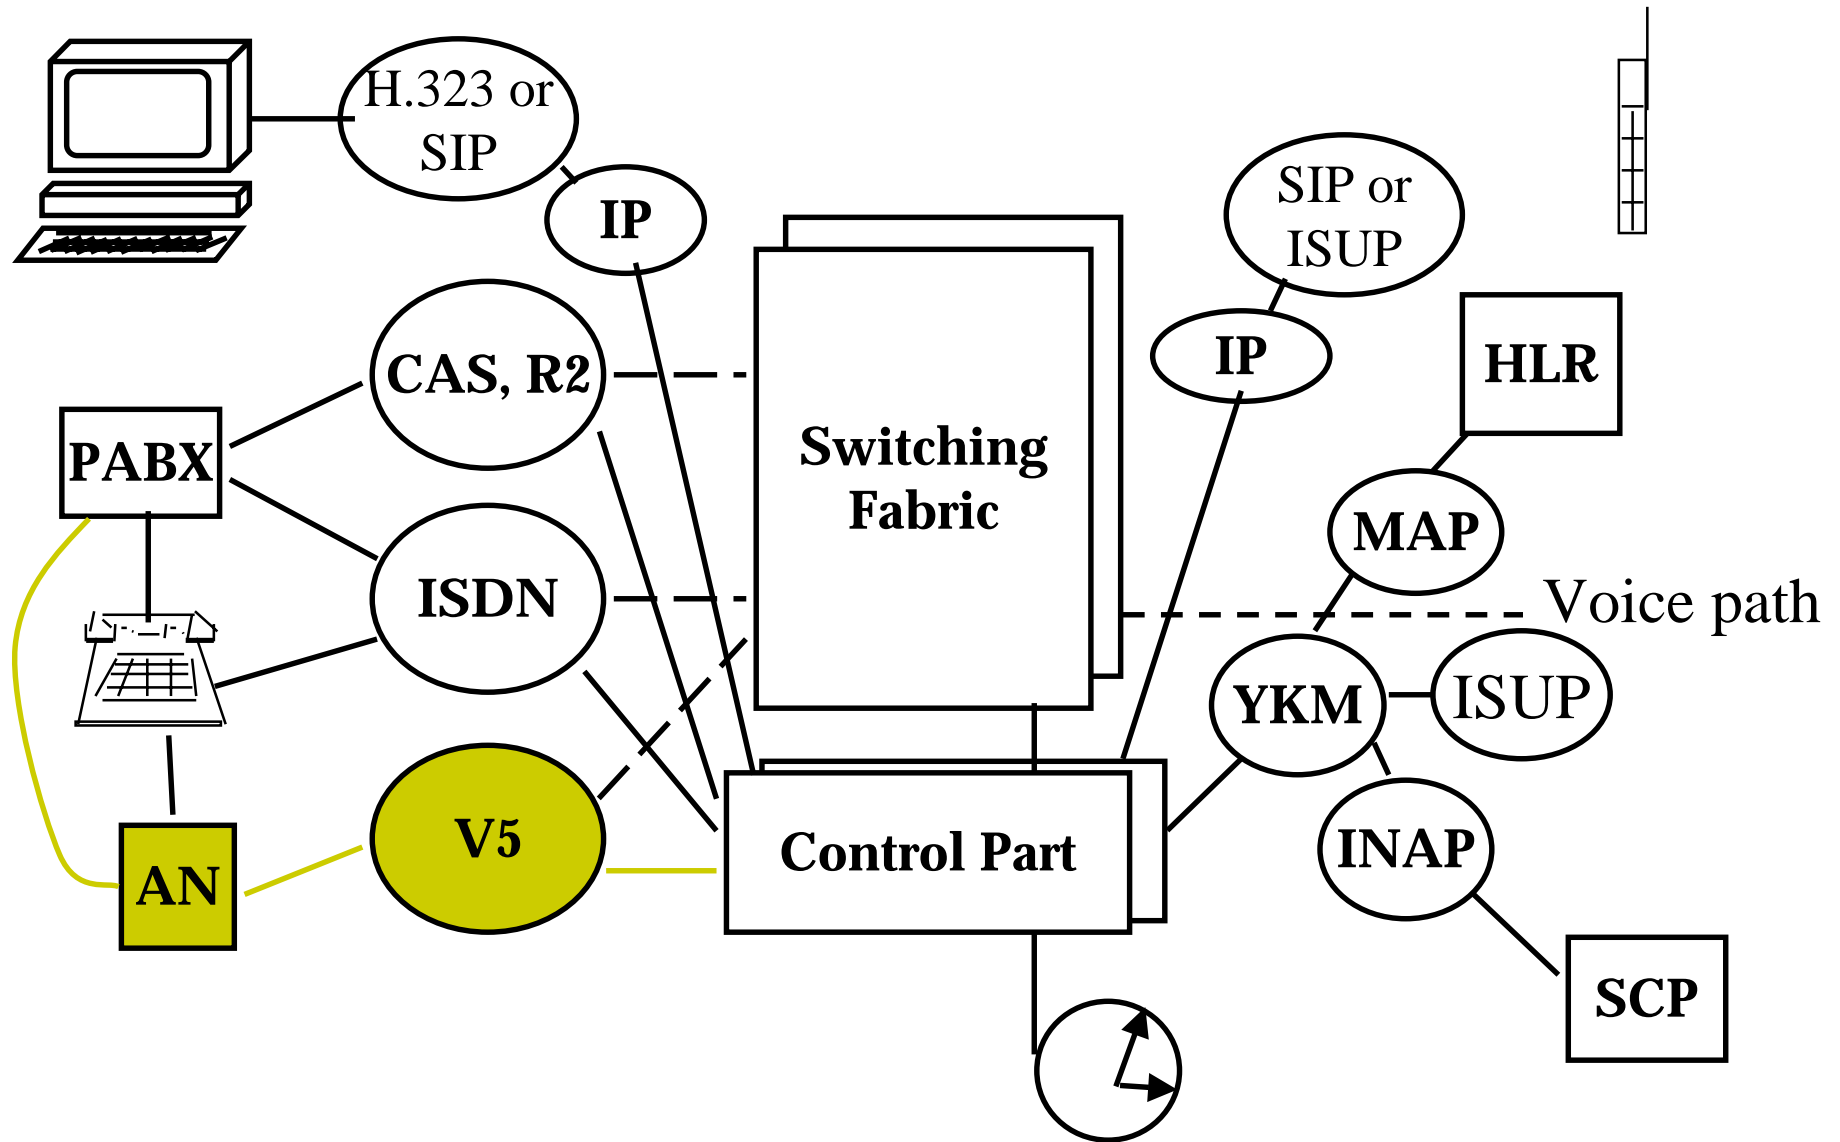 H.323 or
SIP
IP
SIP or
ISUP
IP
HLR
CAS, R2
PABX
Switching
Fabric
MAP
ISDN
Voice path
YKM
ISUP
V5
Control Part
INAP
AN
SCP